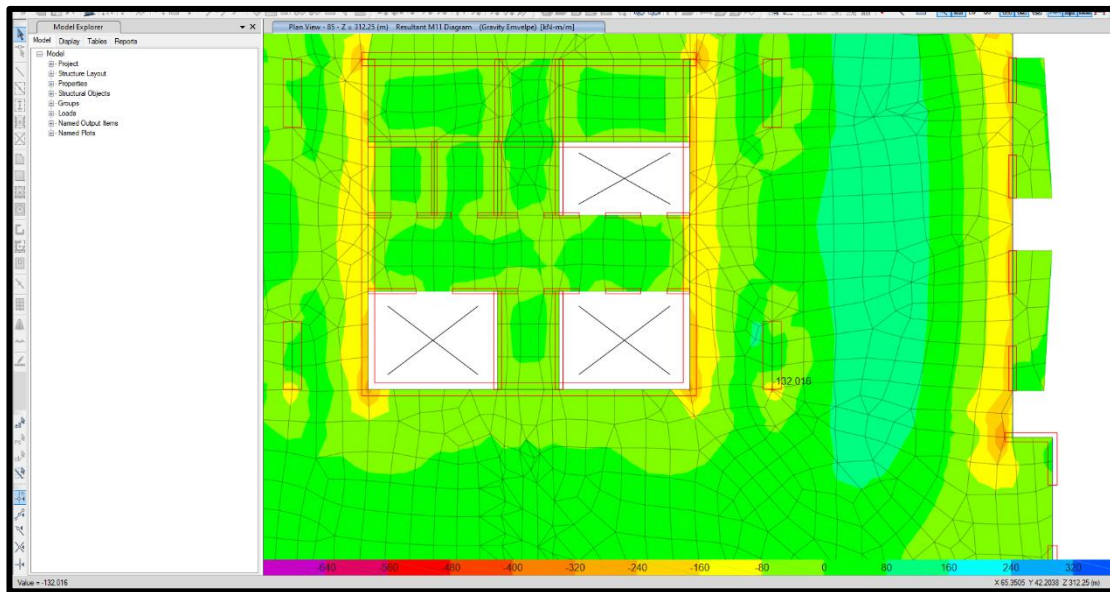 Model Explorer
Plan View - 85 - Z = 312.25 (m) Resultant M11 Diagram (Gravity Envelpe) [kN-m/m]
Model Display Tables Reports
Model
Project
Structure Layout
Properties
Structural Objects
Groups
Loads
Named Output Items
Named Plots
-132.016
-640 -560 -480 -400 -320 -240 -160 -80 0 80 160 240 320
Value = -132.016
X 65.3505 Y 42.2038 Z 312.25 (m)